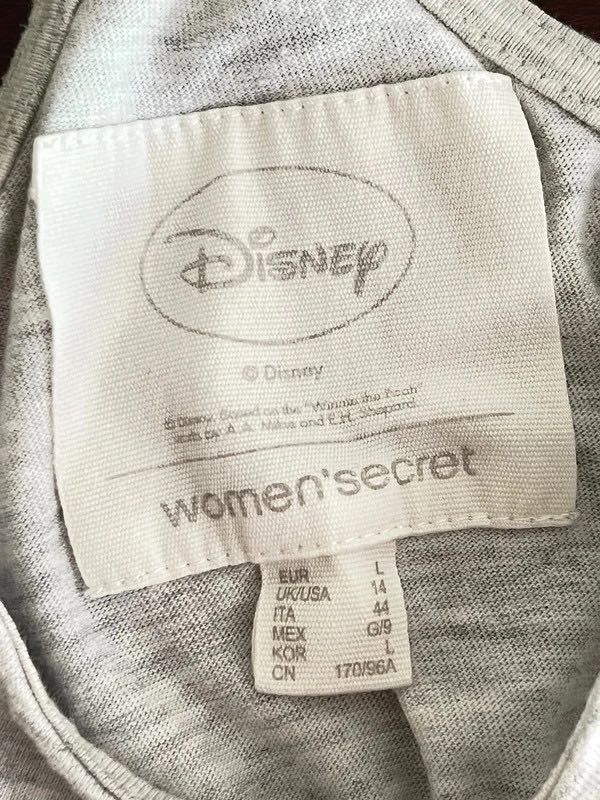 Disney
© Disney
© Disney. Based on the "Winnie the Pooh"
works by A.A. Milne and E.H. Shepard
women'secret
EUR L
UK/USA 14
ITA 44
MEX G/9
KOR L
CN 170/96A